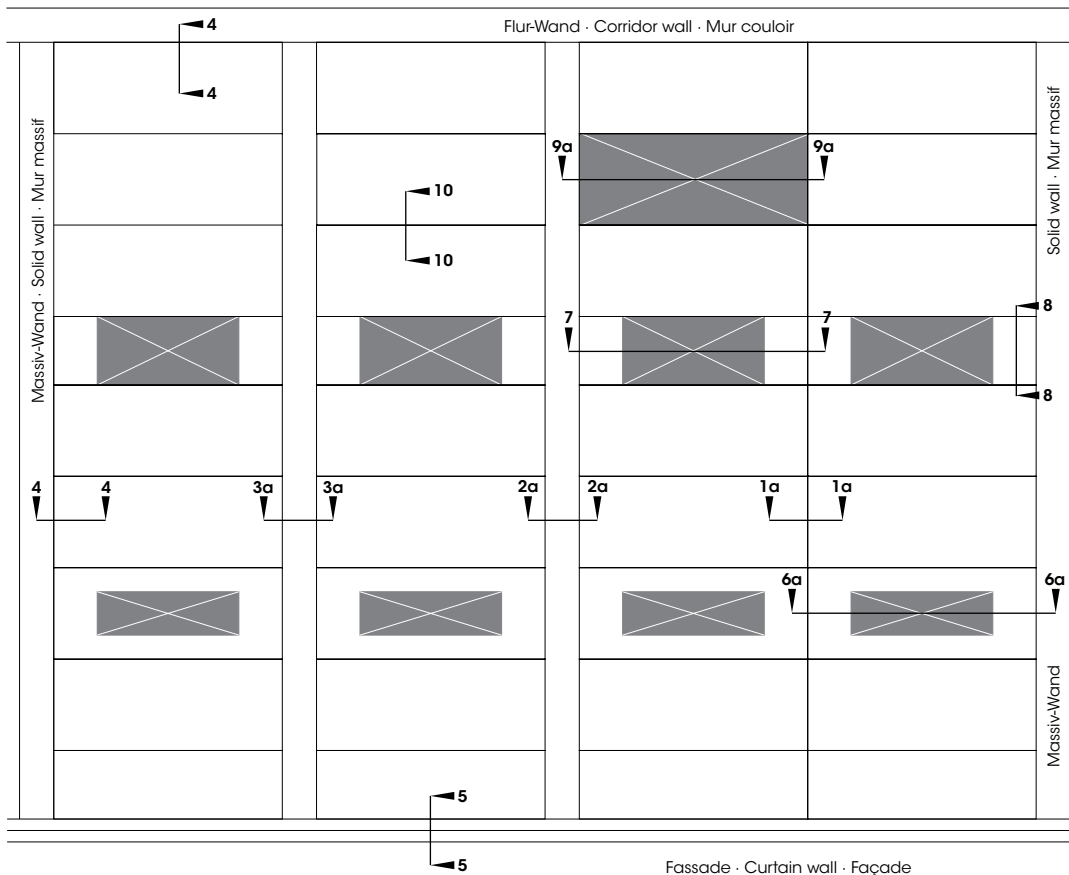 4
Flur-Wand · Corridor wall · Mur couloir
4
Massiv-Wand · Solid wall · Mur massif
Solid wall · Mur massif
9a 9a
10
10
7 7
8
8
4 4 3a 3a 2a 2a 1a 1a
6a 6a
Massiv-Wand
5
5
Fassade · Curtain wall · Façade